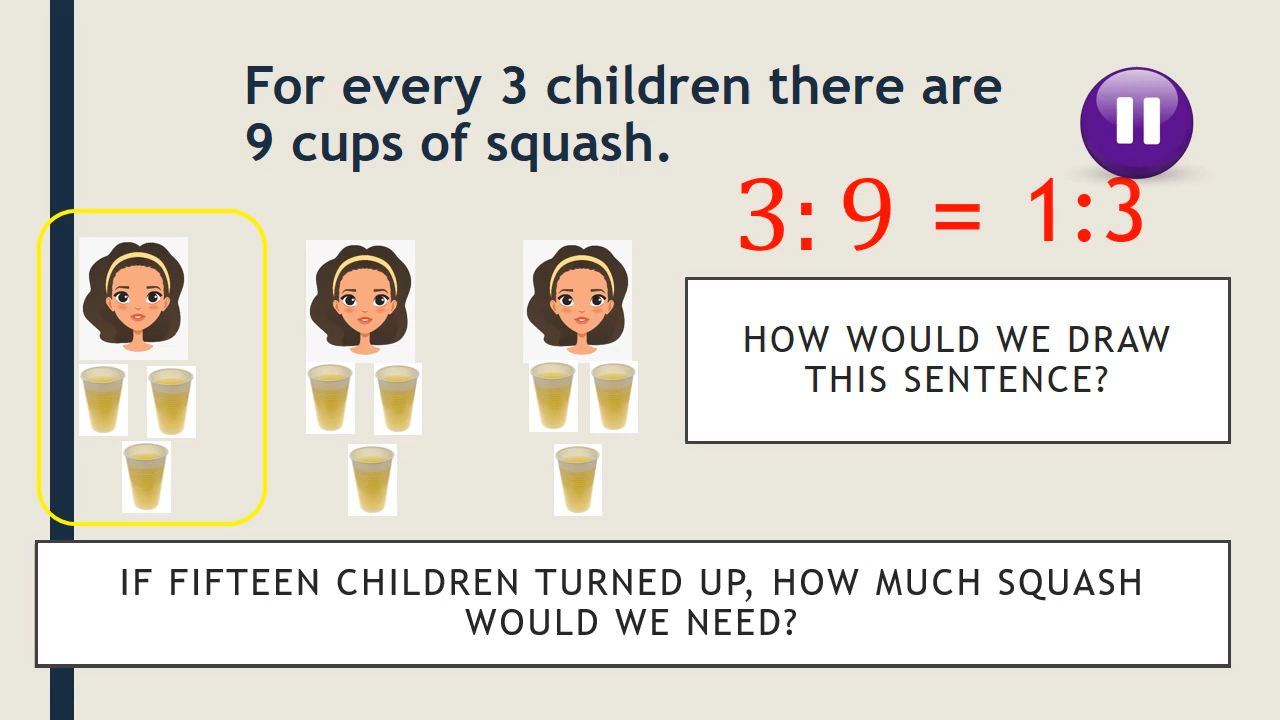 For every 3 children there are
9 cups of squash.
3: 9 = 1:3
HOW WOULD WE DRAW
THIS SENTENCE?
IF FIFTEEN CHILDREN TURNED UP, HOW MUCH SQUASH
WOULD WE NEED?